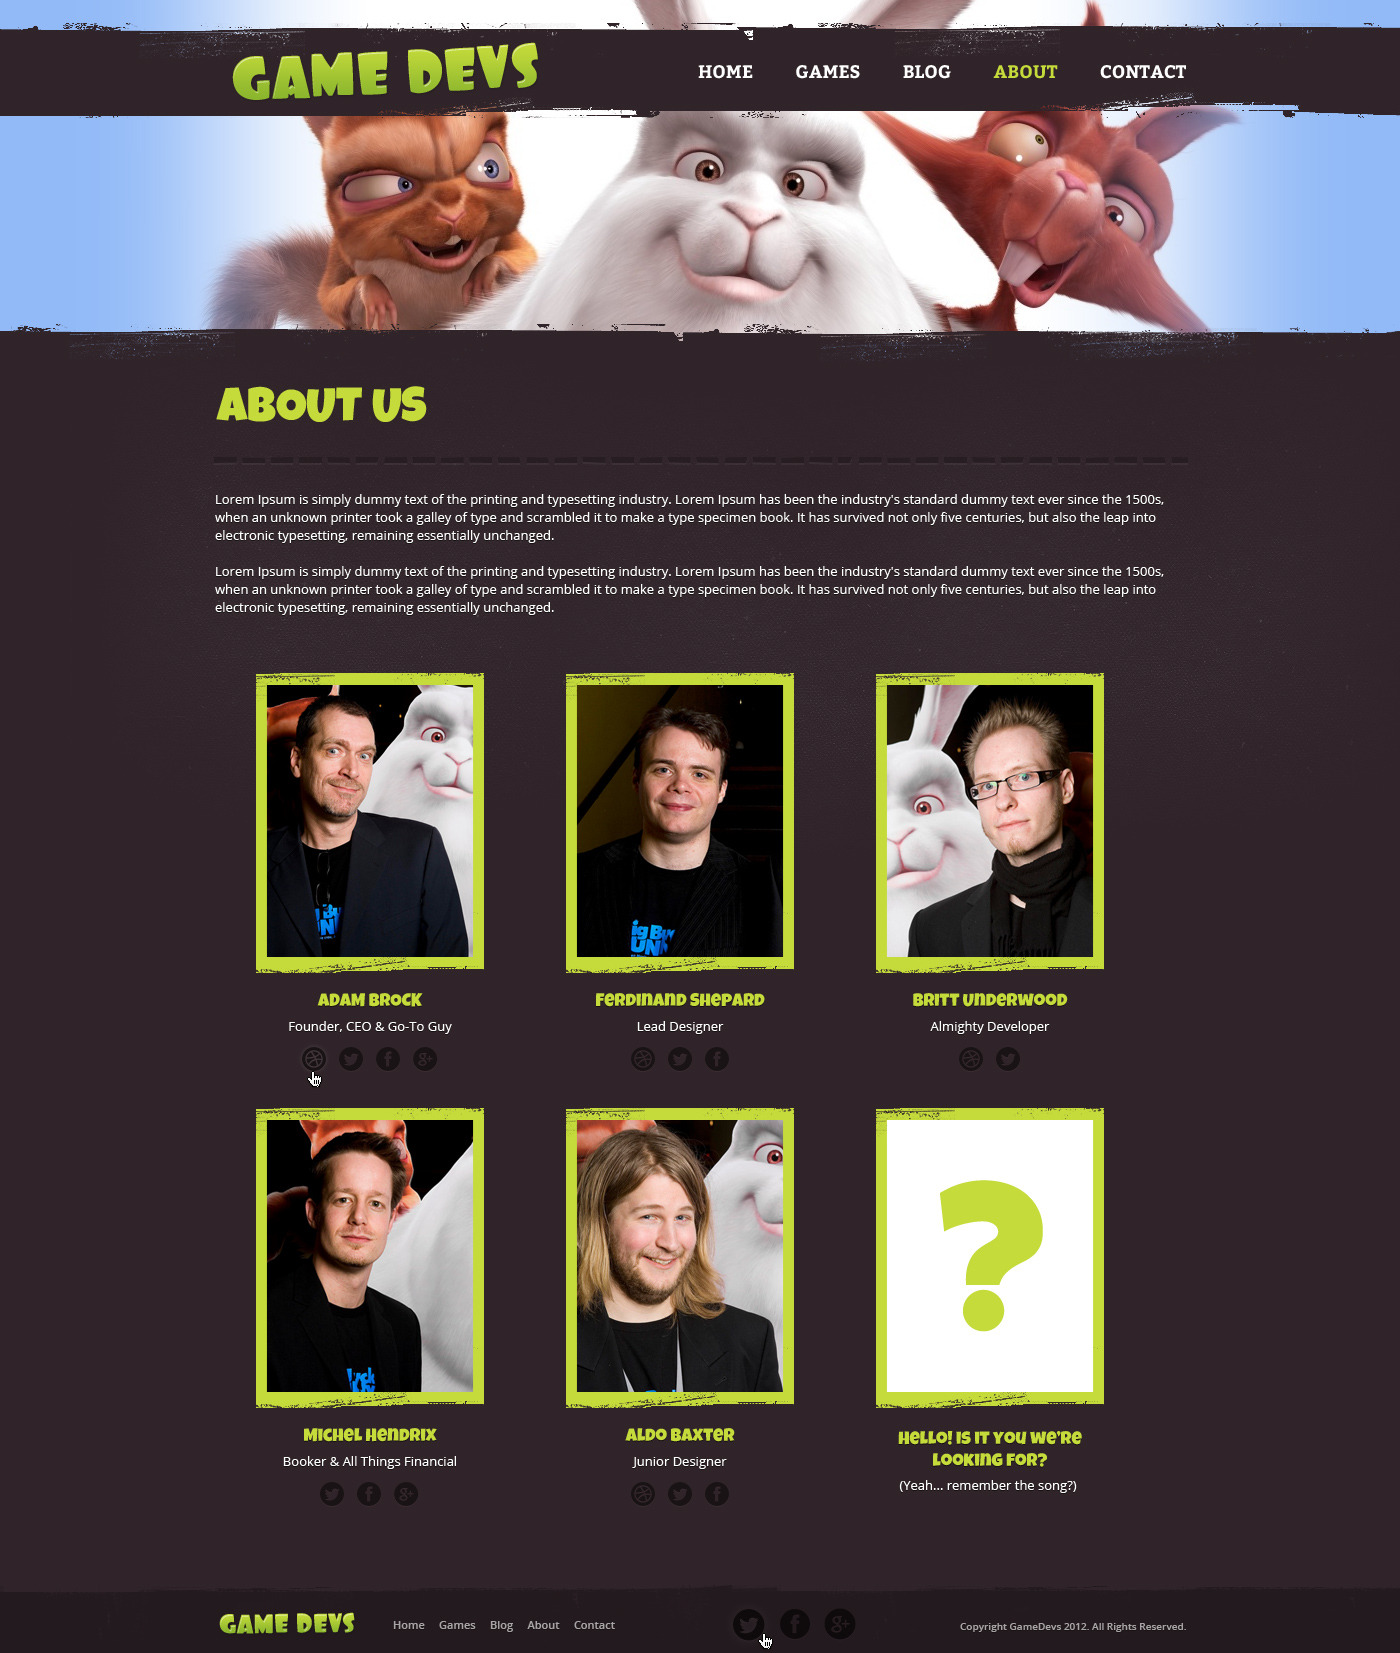 GAME DEVS
HOME GAMES BLOG ABOUT CONTACT
ABOUT US
Lorem Ipsum is simply dummy text of the printing and typesetting industry. Lorem Ipsum has been the industry's standard dummy text ever since the 1500s,
when an unknown printer took a galley of type and scrambled it to make a type specimen book. It has survived not only five centuries, but also the leap into
electronic typesetting, remaining essentially unchanged.
Lorem Ipsum is simply dummy text of the printing and typesetting industry. Lorem Ipsum has been the industry's standard dummy text ever since the 1500s,
when an unknown printer took a galley of type and scrambled it to make a type specimen book. It has survived not only five centuries, but also the leap into
electronic typesetting, remaining essentially unchanged.
ADAM BROCK
Founder, CEO & Go-To Guy
FERDINAND SHEPARD
Lead Designer
BRITT UNDERWOOD
Almighty Developer
MICHEL HENDRIX
Booker & All Things Financial
ALDO BAXTER
Junior Designer
?
HELLO! IS IT YOU WE'RE
LOOKING FOR?
(Yeah... remember the song?)
GAME DEVS
Home Games Blog About Contact
Copyright GameDevs 2012. All Rights Reserved.